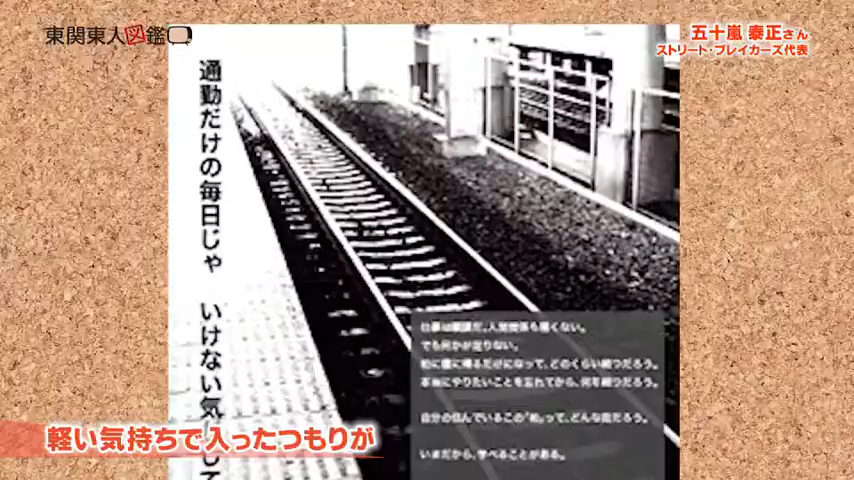 東関東人図鑑
五十嵐 泰正さん
ストリート・ブレイカーズ代表
通勤だけの毎日じゃ いけない気
仕事は順調だ。人間関係も悪くない。
でも何かが足りない。
柏に寝に帰るだけになって、どのくらい経つだろう。
本当にやりたいことを忘れてから、何年経つだろう。
自分の住んでいるこの「柏」って、どんな街だろう。
いまだから、学べることがある。
軽い気持ちで入ったつもりが